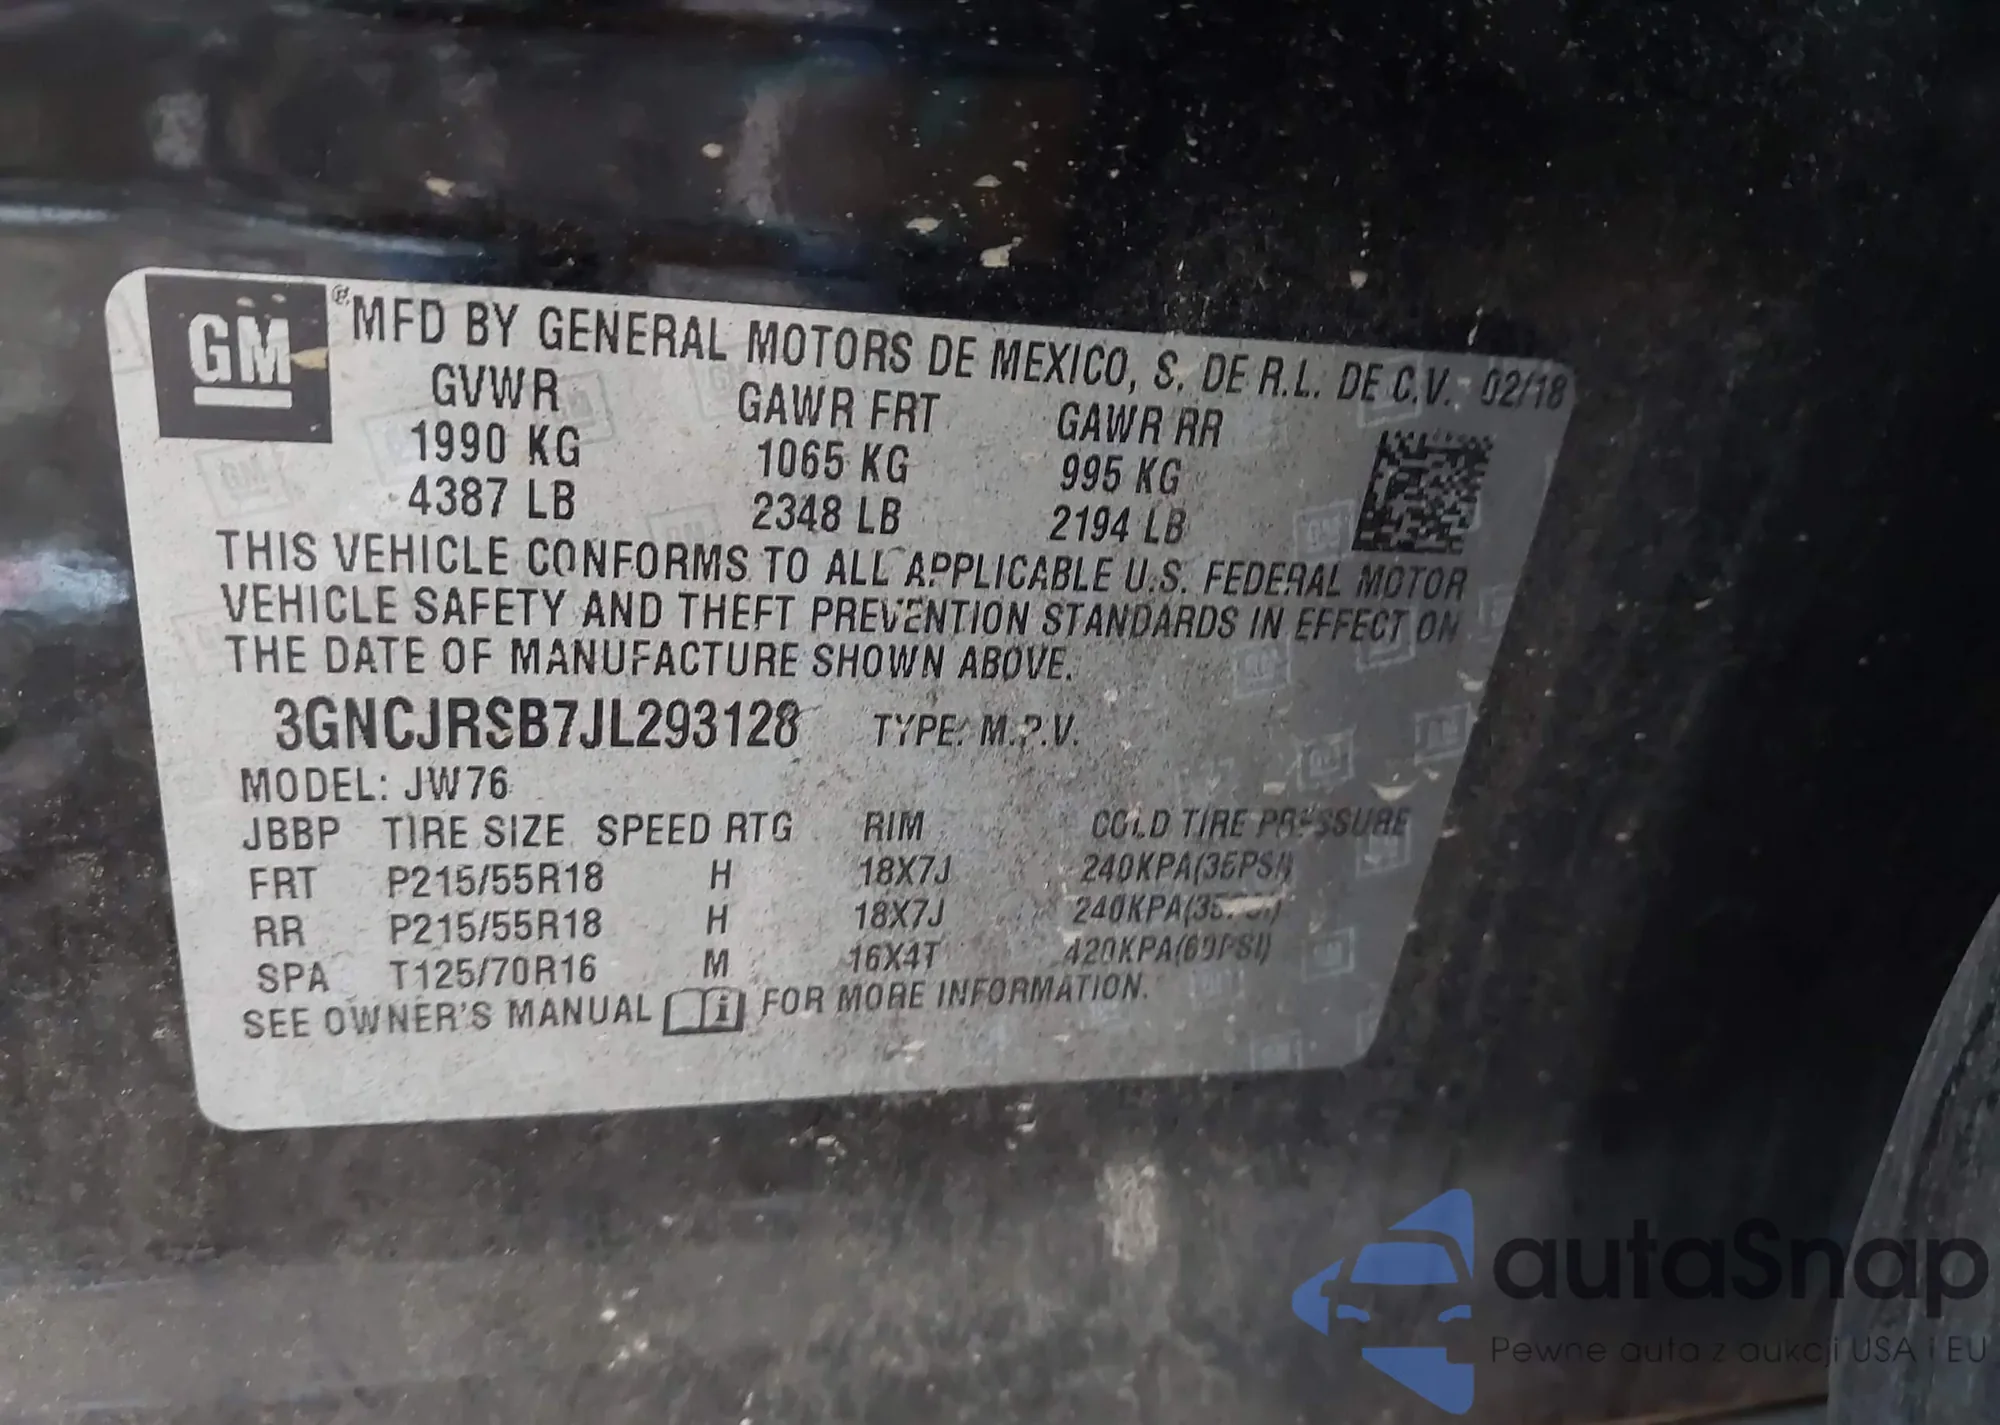 GM
® MFD BY GENERAL MOTORS DE MEXICO, S. DE R.L. DE C.V. 02/18
GVWR GAWR FRT GAWR RR
1990 KG 1065 KG 995 KG
4387 LB 2348 LB 2194 LB
THIS VEHICLE CONFORMS TO ALL APPLICABLE U.S. FEDERAL MOTOR
VEHICLE SAFETY AND THEFT PREVENTION STANDARDS IN EFFECT ON
THE DATE OF MANUFACTURE SHOWN ABOVE.
3GNCJRSB7JL293128 TYPE: M.P.V.
MODEL: JW76
JBBP TIRE SIZE SPEED RTG RIM COLD TIRE PRESSURE
FRT P215/55R18 H 18X7J 240KPA(35PSI)
RR P215/55R18 H 18X7J 240KPA(35PSI)
SPA T125/70R16 M 16X4T 420KPA(60PSI)
SEE OWNER'S MANUAL FOR MORE INFORMATION.
autaSnap
Pewne auta z aukcji USA i EU